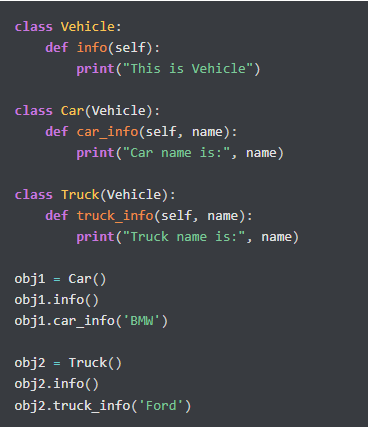 class Vehicle:
    def info(self):
        print("This is Vehicle")

class Car(Vehicle):
    def car_info(self, name):
        print("Car name is:", name)

class Truck(Vehicle):
    def truck_info(self, name):
        print("Truck name is:", name)

obj1 = Car()
obj1.info()
obj1.car_info('BMW')

obj2 = Truck()
obj2.info()
obj2.truck_info('Ford')